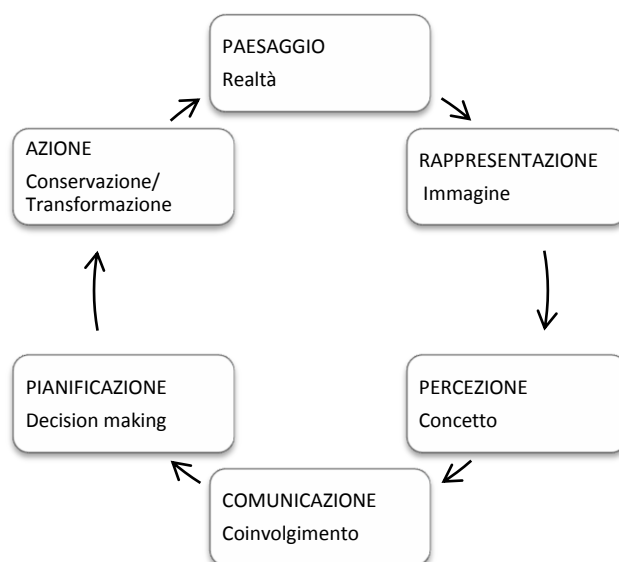 PAESAGGIO
Realtà
RAPPRESENTAZIONE
Immagine
PERCEZIONE
Concetto
COMUNICAZIONE
Coinvolgimento
PIANIFICAZIONE
Decision making
AZIONE
Conservazione/
Transformazione